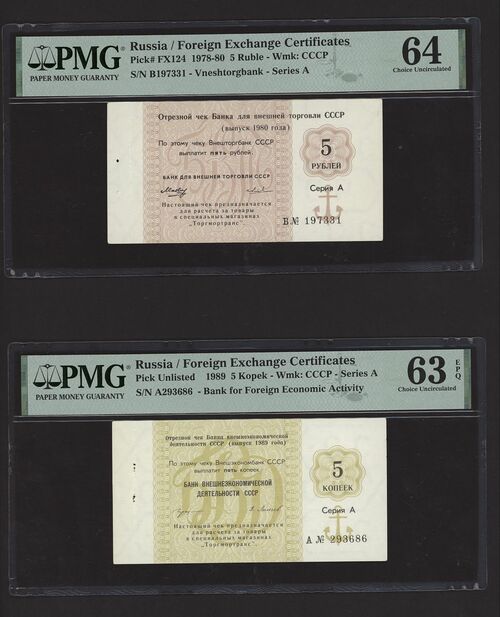 PMG
PAPER MONEY GUARANTY
Russia / Foreign Exchange Certificates
Pick# FX124 1978-80 5 Ruble - Wmk: CCCP
S/N B197331 - Vneshtorgbank - Series A
64
Choice Uncirculated
Отрезной чек Банка для внешней торговли СССР
(выпуск 1980 года)
По этому чеку Внешторгбанк СССР
выплатит пять рублей.
БАНК ДЛЯ ВНЕШНЕЙ ТОРГОВЛИ СССР
Настоящий чек предназначается
для расчета за товары
в специальных магазинах
"Торгмортранс".
5
РУБЛЕЙ
Серия А
Б № 197331
PMG
PAPER MONEY GUARANTY
Russia / Foreign Exchange Certificates
Pick Unlisted 1989 5 Kopek - Wmk: CCCP - Series A
S/N A293686 - Bank for Foreign Economic Activity
63
EPQ
Choice Uncirculated
Отрезной чек Банка внешнеэкономической
деятельности СССР (выпуск 1989 года)
По этому чеку Внешэкономбанк СССР
выплатит пять копеек
БАНК ВНЕШНЕЭКОНОМИЧЕСКОЙ
ДЕЯТЕЛЬНОСТИ СССР
Настоящий чек предназначается
для расчета за товары
в специальных магазинах
"Торгмортранс".
5
КОПЕЕК
Серия А
А № 293686